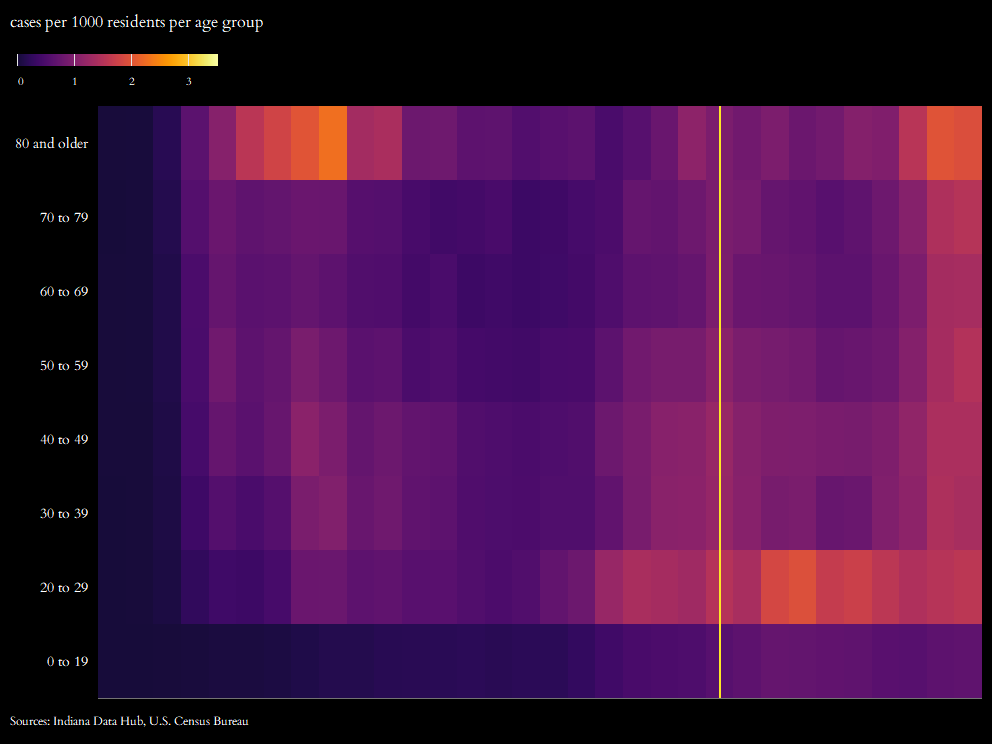 cases per 1000 residents per age group
0 1 2 3
80 and older
70 to 79
60 to 69
50 to 59
40 to 49
30 to 39
20 to 29
0 to 19
Sources: Indiana Data Hub, U.S. Census Bureau